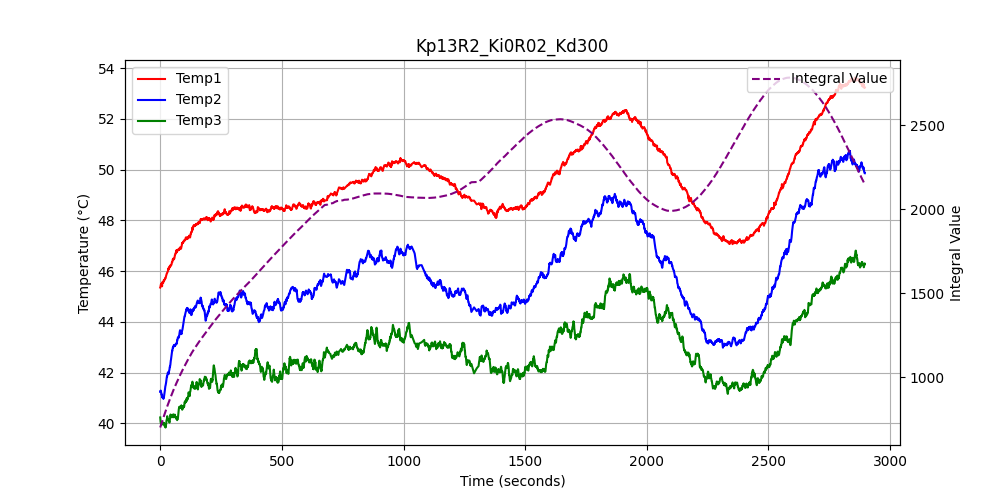 Kp13R2_Ki0R02_Kd300
Temp1
Temp2
Temp3
Integral Value
54
52
50
48
46
44
42
40
Temperature (°C)
2500
2000
1500
1000
Integral Value
0
500
1000
1500
2000
2500
3000
Time (seconds)